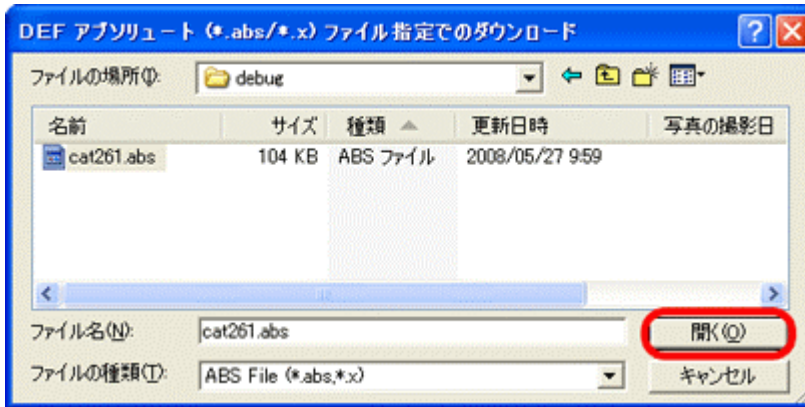 DEF アブソリュート (*.abs/*.x) ファイル指定でのダウンロード
ファイルの場所(I): debug
名前 サイズ 種類 更新日時 写真の撮影日
cat261.abs 104 KB ABS ファイル 2008/05/27 9:59
ファイル名(N): cat261.abs 開く(O)
ファイルの種類(T): ABS File (*.abs,*.x) キャンセル